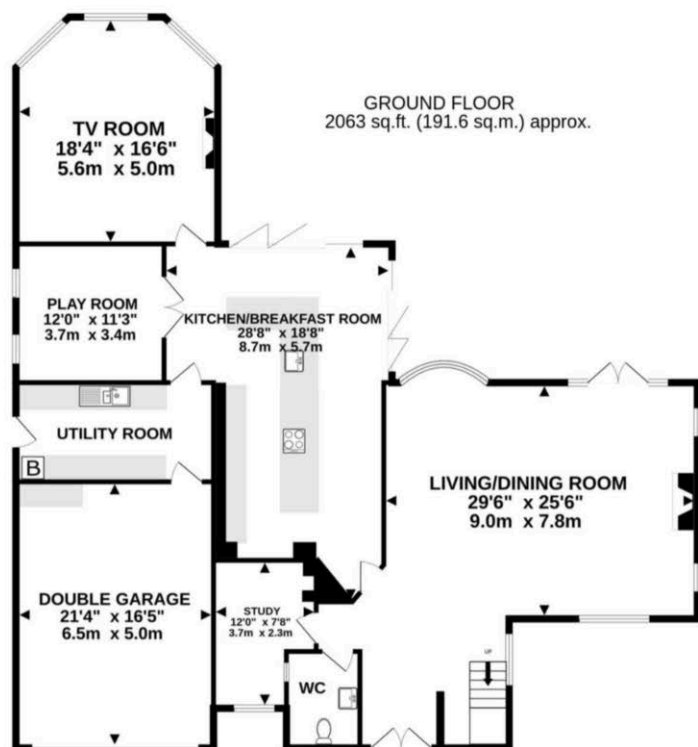 GROUND FLOOR
2063 sq.ft. (191.6 sq.m.) approx.
TV ROOM
18'4" x 16'6"
5.6m x 5.0m
PLAY ROOM
12'0" x 11'3"
3.7m x 3.4m
KITCHEN/BREAKFAST ROOM
28'8" x 18'8"
8.7m x 5.7m
UTILITY ROOM
B
LIVING/DINING ROOM
29'6" x 25'6"
9.0m x 7.8m
DOUBLE GARAGE
21'4" x 16'5"
6.5m x 5.0m
STUDY
12'0" x 7'8"
3.7m x 2.3m
UP
WC